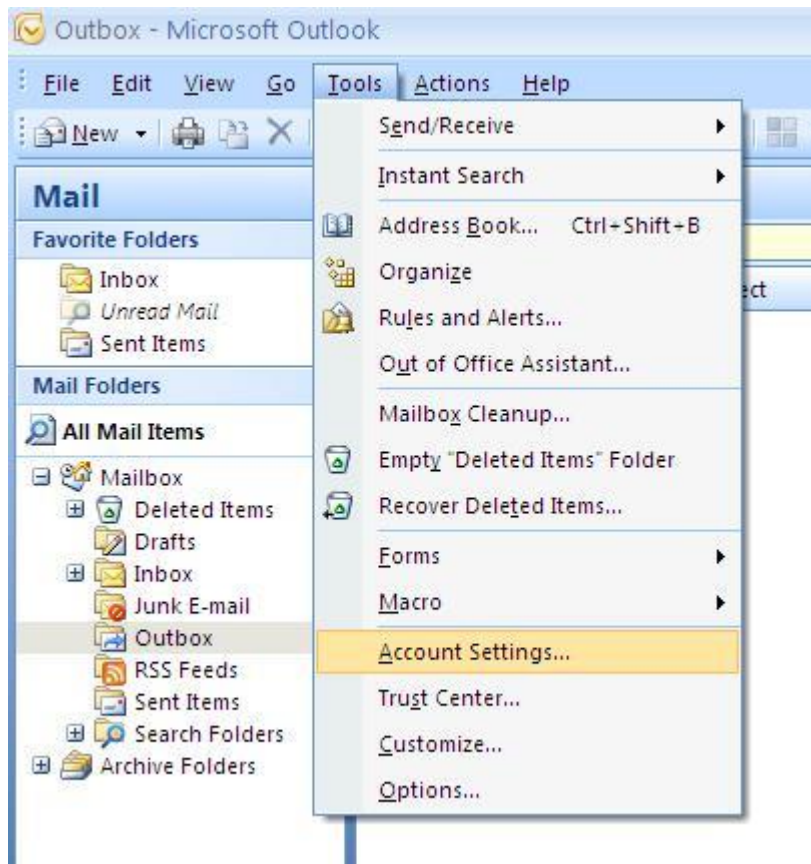 Outbox - Microsoft Outlook
File Edit View Go Tools Actions Help
New
Mail
Favorite Folders
Inbox
Unread Mail
Sent Items
Mail Folders
All Mail Items
Mailbox
Deleted Items
Drafts
Inbox
Junk E-mail
Outbox
RSS Feeds
Sent Items
Search Folders
Archive Folders
Send/Receive
Instant Search
Address Book... Ctrl+Shift+B
Organize
Rules and Alerts...
Out of Office Assistant...
Mailbox Cleanup...
Empty "Deleted Items" Folder
Recover Deleted Items...
Forms
Macro
Account Settings...
Trust Center...
Customize...
Options...
ect